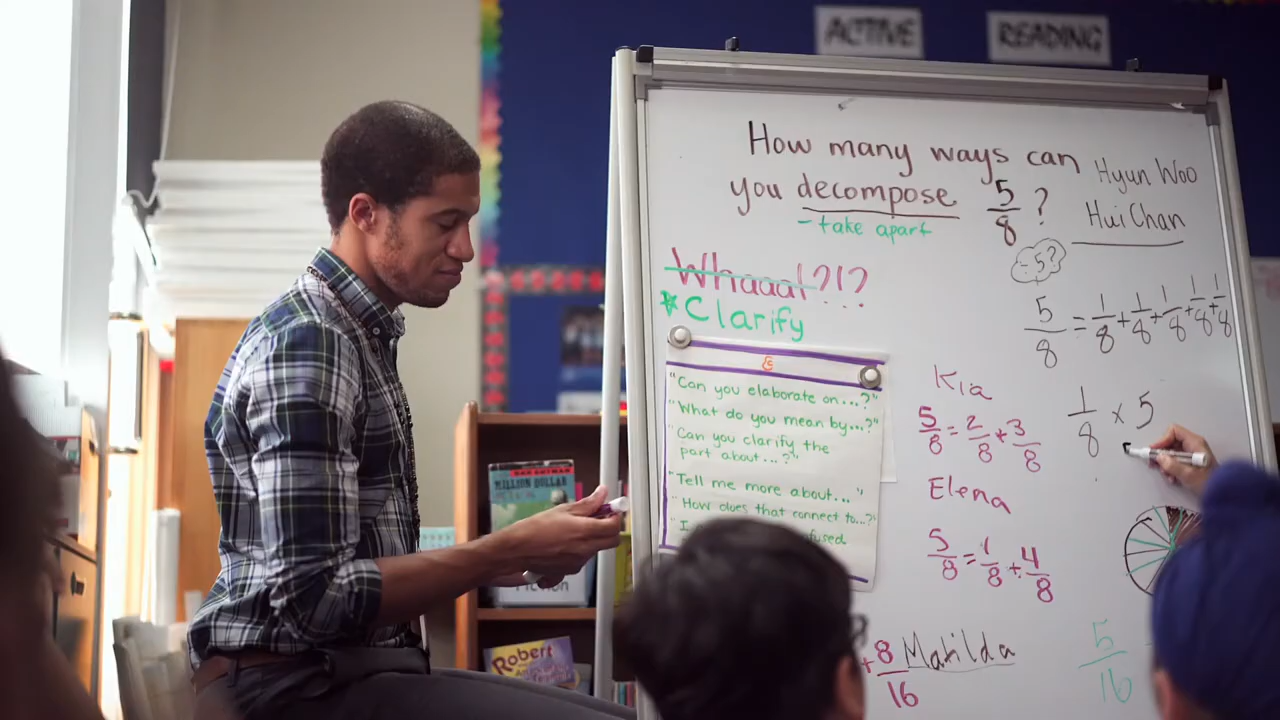 ACTIVE READING
How many ways can
you decompose 5/8?
- take apart
Hyun Woo
Hui Chan
-5?
5/8 = 1/8 + 1/8 + 1/8 + 1/8 + 1/8
1/8 × 5
Whaaat?!?
*Clarify
"Can you elaborate on...?"
"What do you mean by...?"
"Can you clarify the
part about...?"
"Tell me more about..."
"How does that connect to...?"
"I
Kia
5/8 = 2/8 + 3/8
Elena
5/8 = 1/8 + 4/8
+ 8/16 Matilda
5/16
MILLION DOLLAR
Fiction
Robert